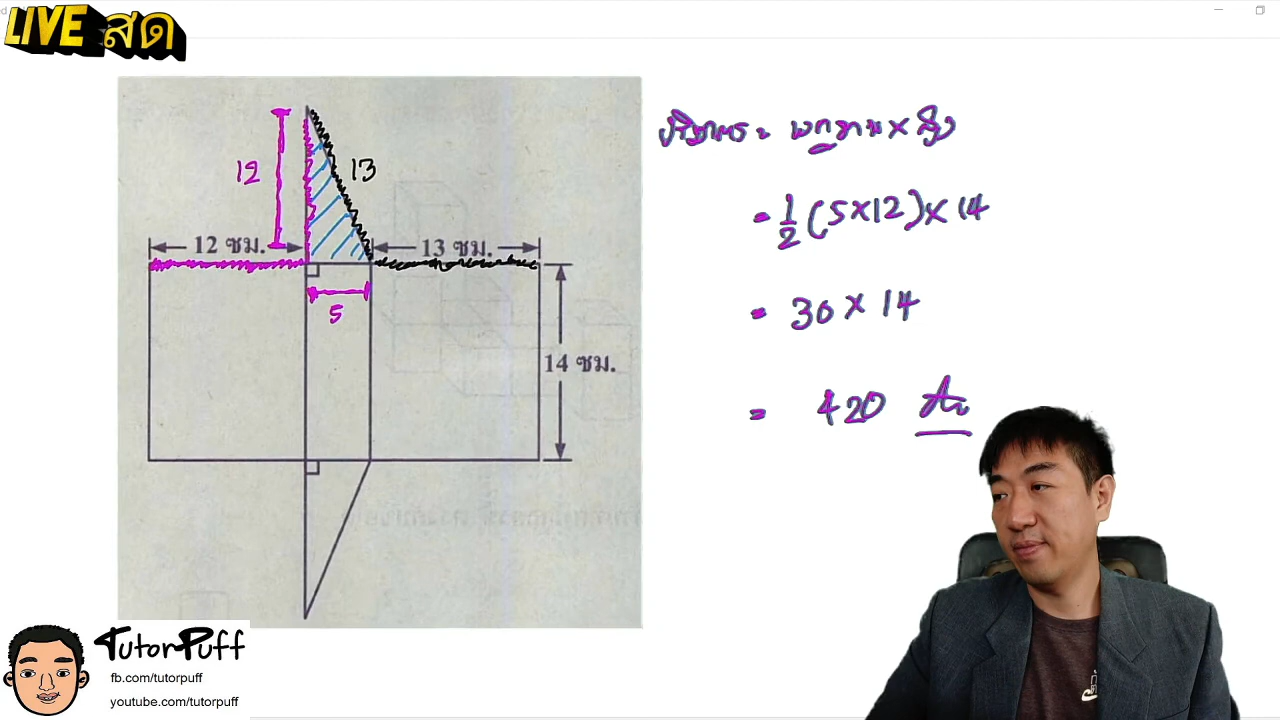 LIVE สด
12
13
12 ซม.
13 ซม.
5
14 ซม.
ปริมาตร = พท.ฐาน × สูง
= 1/2 (5×12) × 14
= 30 × 14
= 420
TutorPuff
fb.com/tutorpuff
youtube.com/tutorpuff